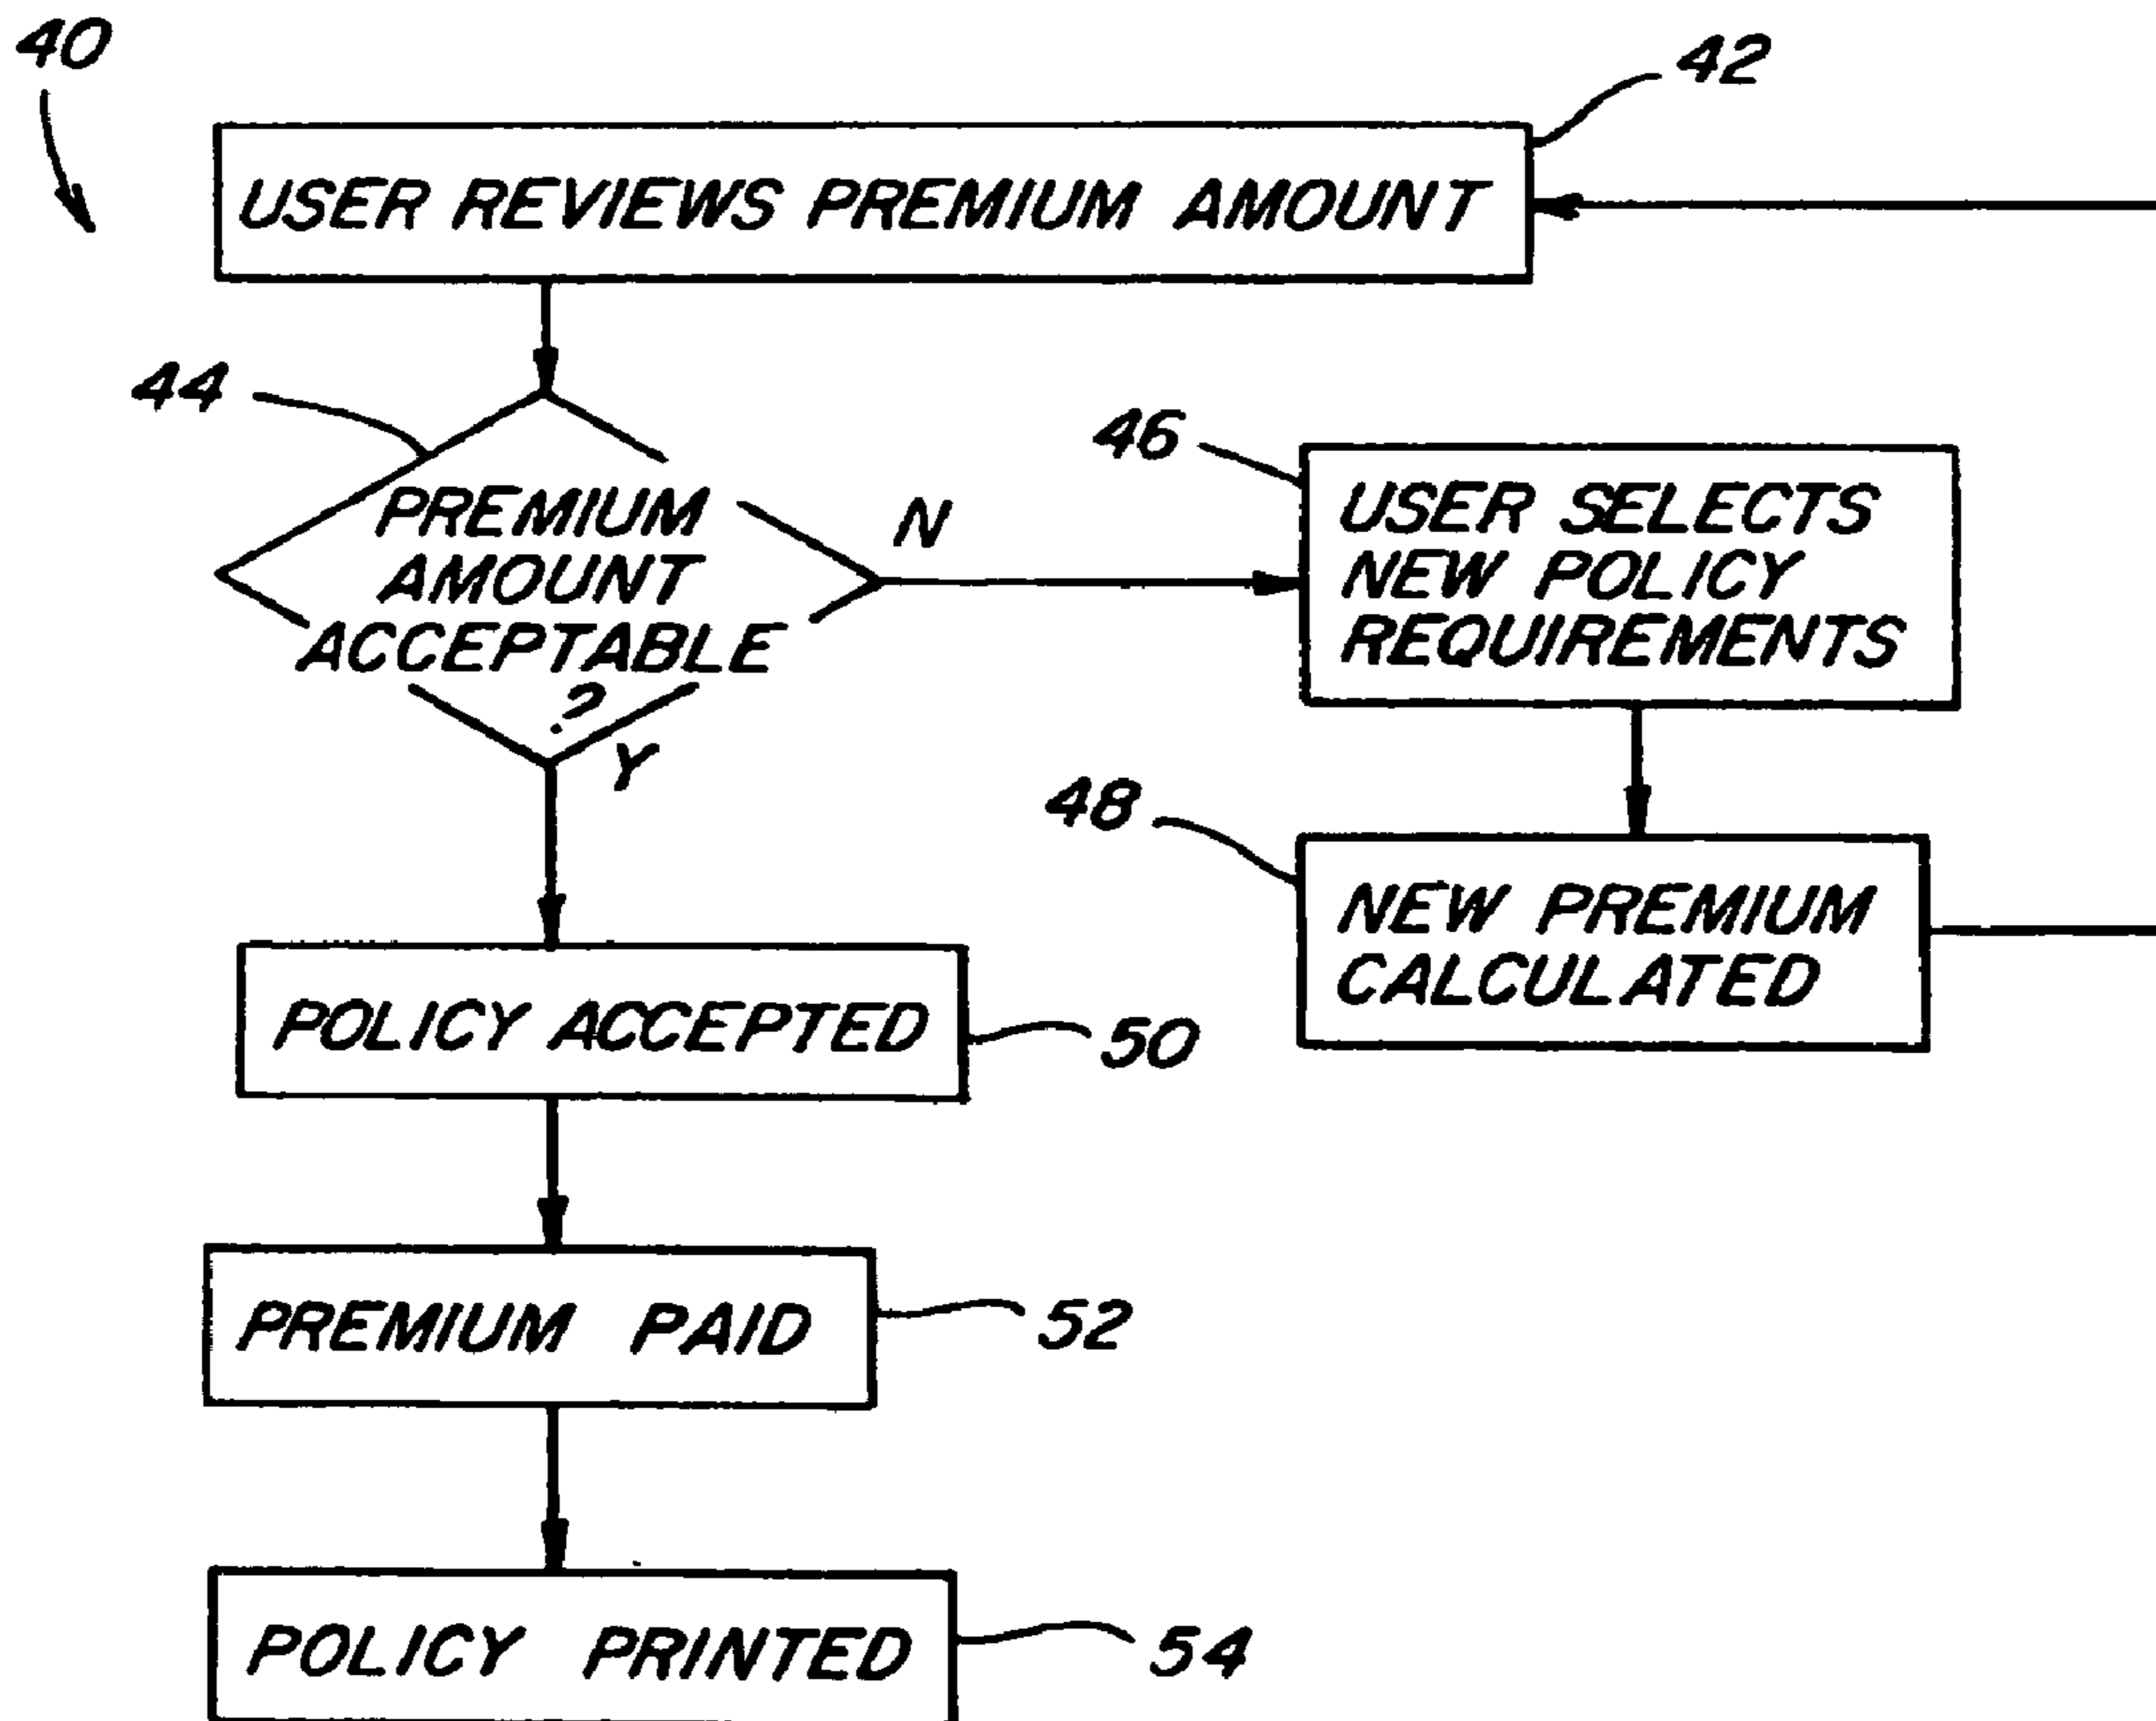 40
42
USER REVIEWS PREMIUM AMOUNT
44
PREMIUM
AMOUNT
ACCEPTABLE
?
N
Y
46
USER SELECTS
NEW POLICY
REQUIREMENTS
48
NEW PREMIUM
CALCULATED
POLICY ACCEPTED
50
PREMIUM PAID
52
POLICY PRINTED
54